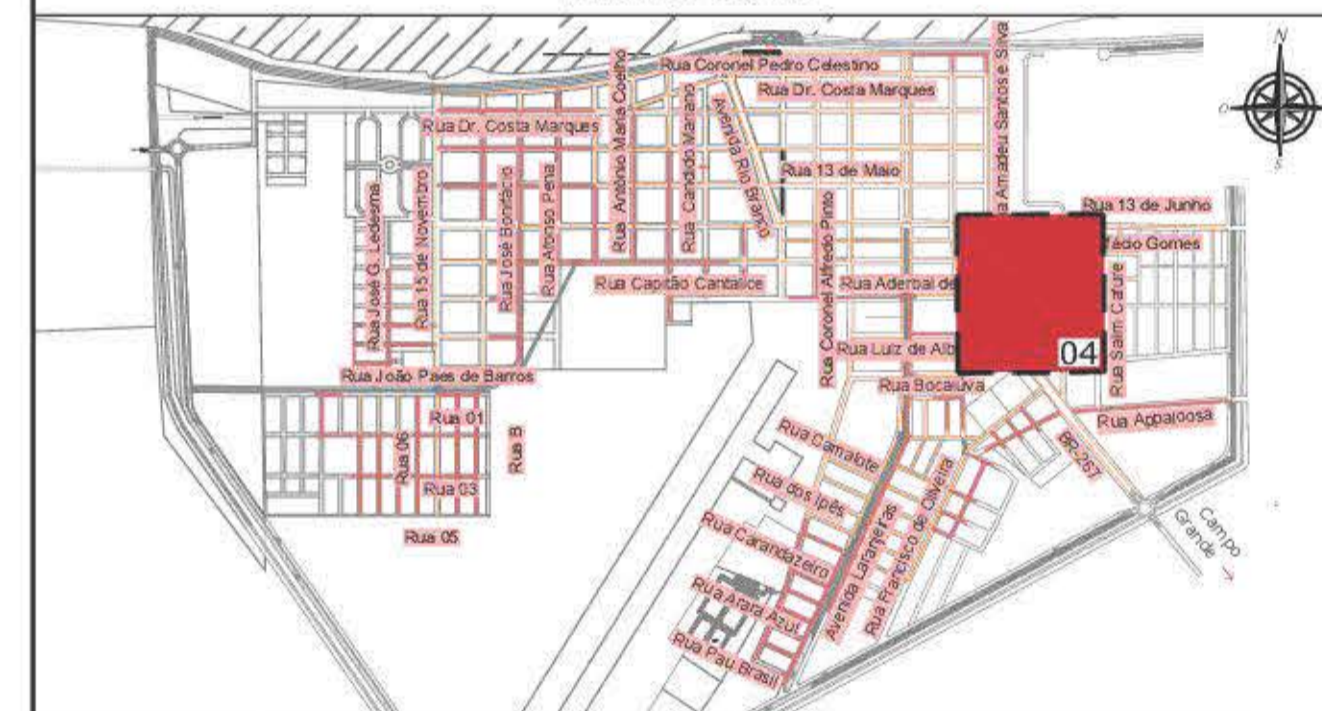 N
O
S
Rua Coronel Pedro Celestino
Rua Dr. Costa Marques
Rua Dr. Costa Marques
Rua Antônio Maria Coelho
Rua Candido Mariano
Avenida Rio Branco
Rua 13 de Maio
a Amadeu Santos e Silva
Rua José G. Ledesma
Rua 15 de Novembro
Rua José Bonifácio
Rua Afonso Pena
Rua Capitão Cantalice
Rua Coronel Alfredo Pinto
Rua Aderbal de
Rua 13 de Junho
ácio Gomes
Rua Salim Cafure
04
Rua Luiz de Alb
Rua Bocaiuva
Rua João Paes de Barros
Rua 01
Rua 06
Rua 03
Rua B
Rua 05
Rua Camalote
Rua dos Ipês
Rua Carandazeiro
Rua Arara Azul
Rua Pau Brasil
Avenida Laranjeiras
Rua Francisco de Oliveira
BR-267
Rua Appaloosa
Campo
Grande